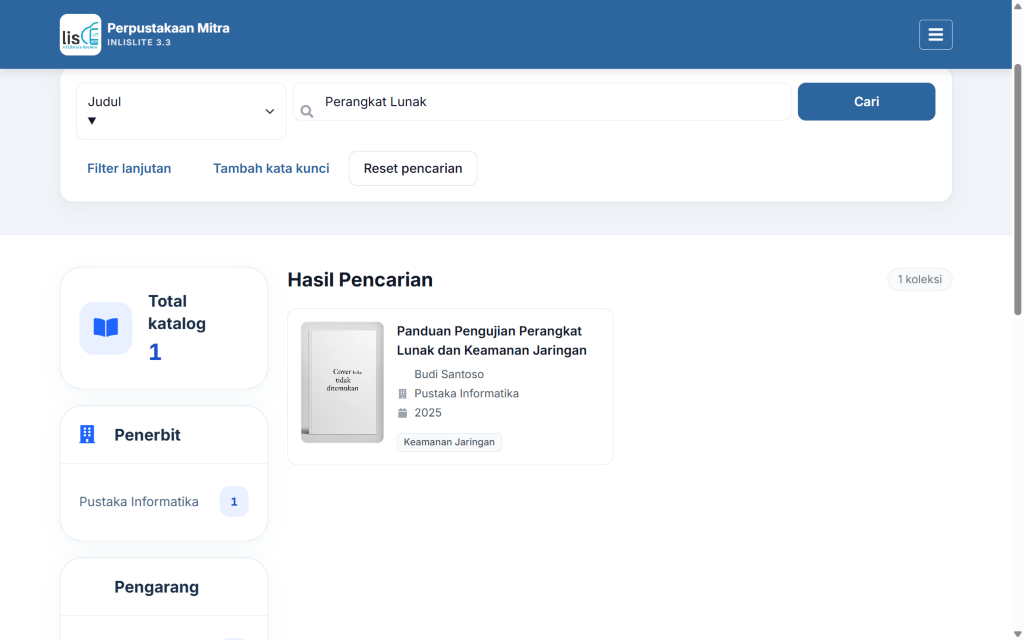 lis
Perpustakaan Mitra
INLISLITE 3.3
Judul
Perangkat Lunak
Cari
Filter lanjutan
Tambah kata kunci
Reset pencarian
Total
katalog
1
Hasil Pencarian
1 koleksi
Cover buku
tidak
ditemukan
Panduan Pengujian Perangkat
Lunak dan Keamanan Jaringan
Budi Santoso
Pustaka Informatika
2025
Keamanan Jaringan
Penerbit
Pustaka Informatika
1
Pengarang